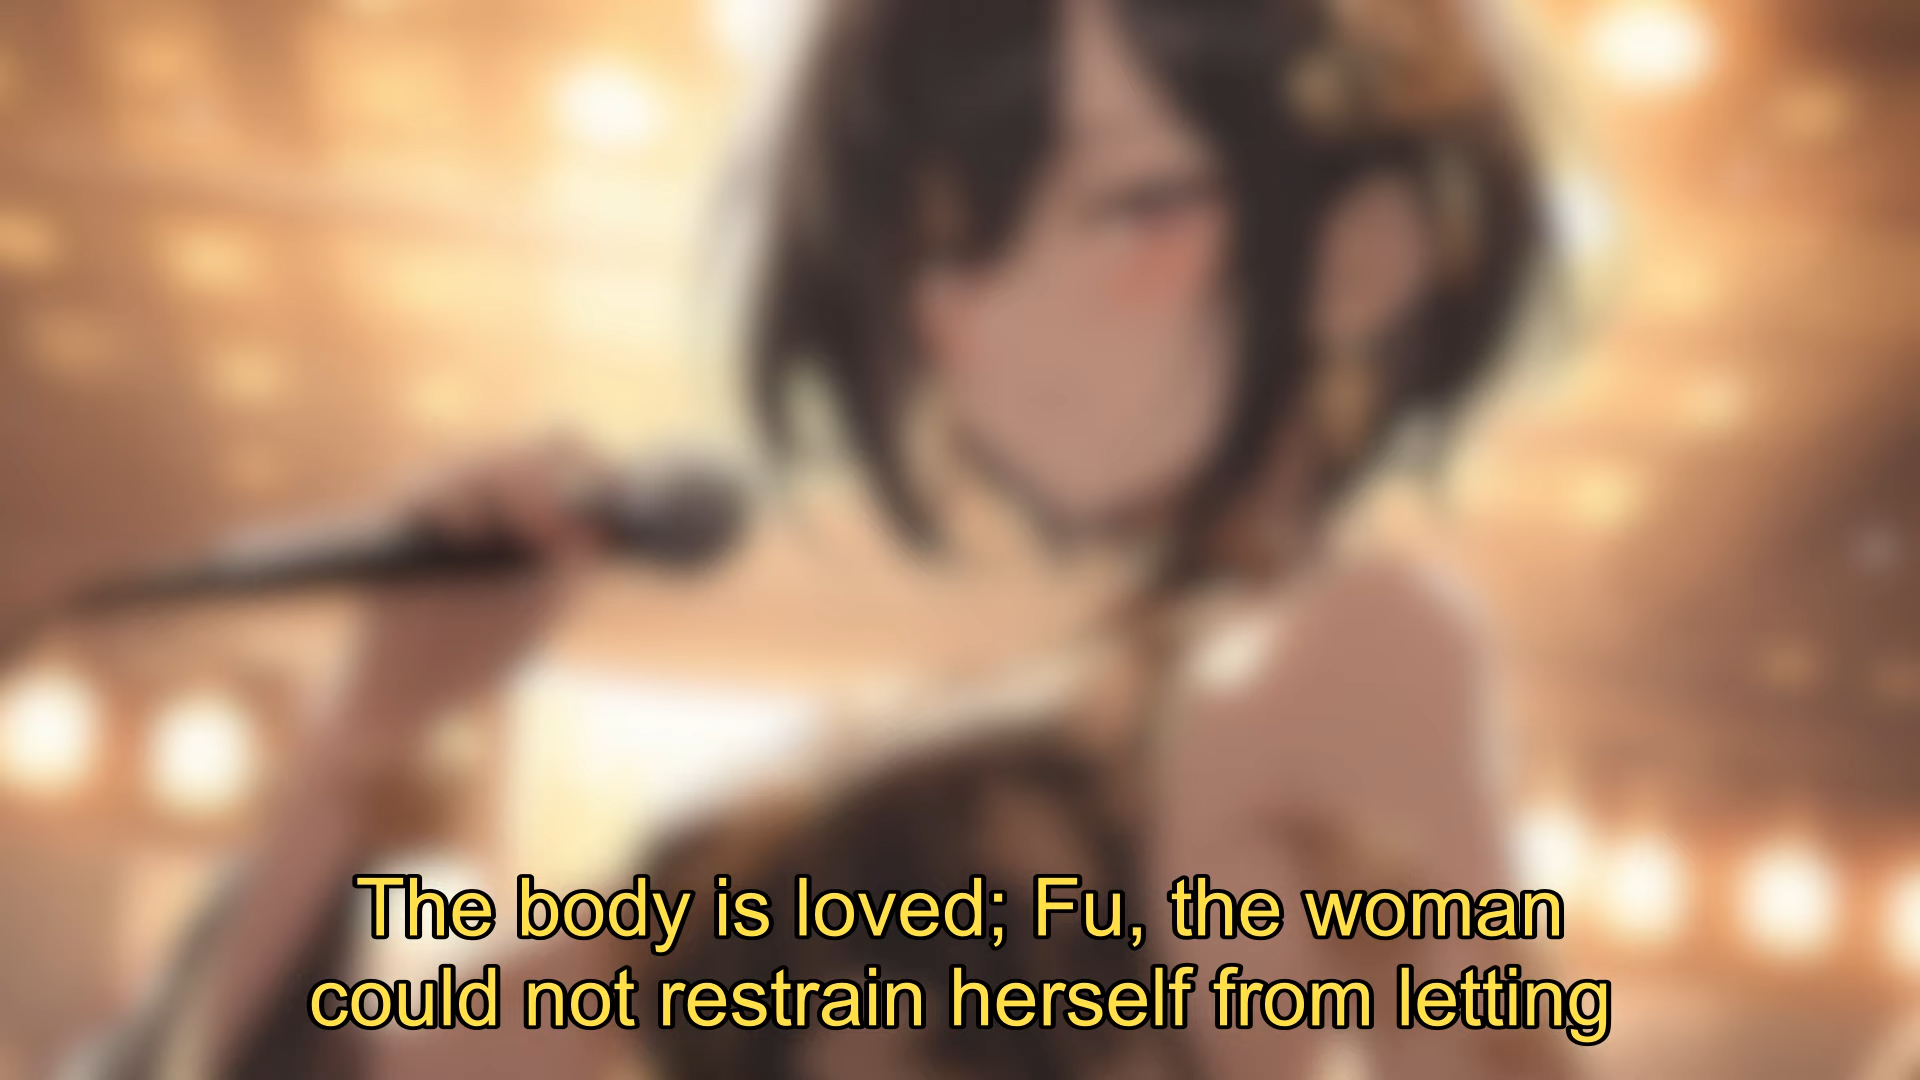 The body is loved; Fu, the woman
could not restrain herself from letting